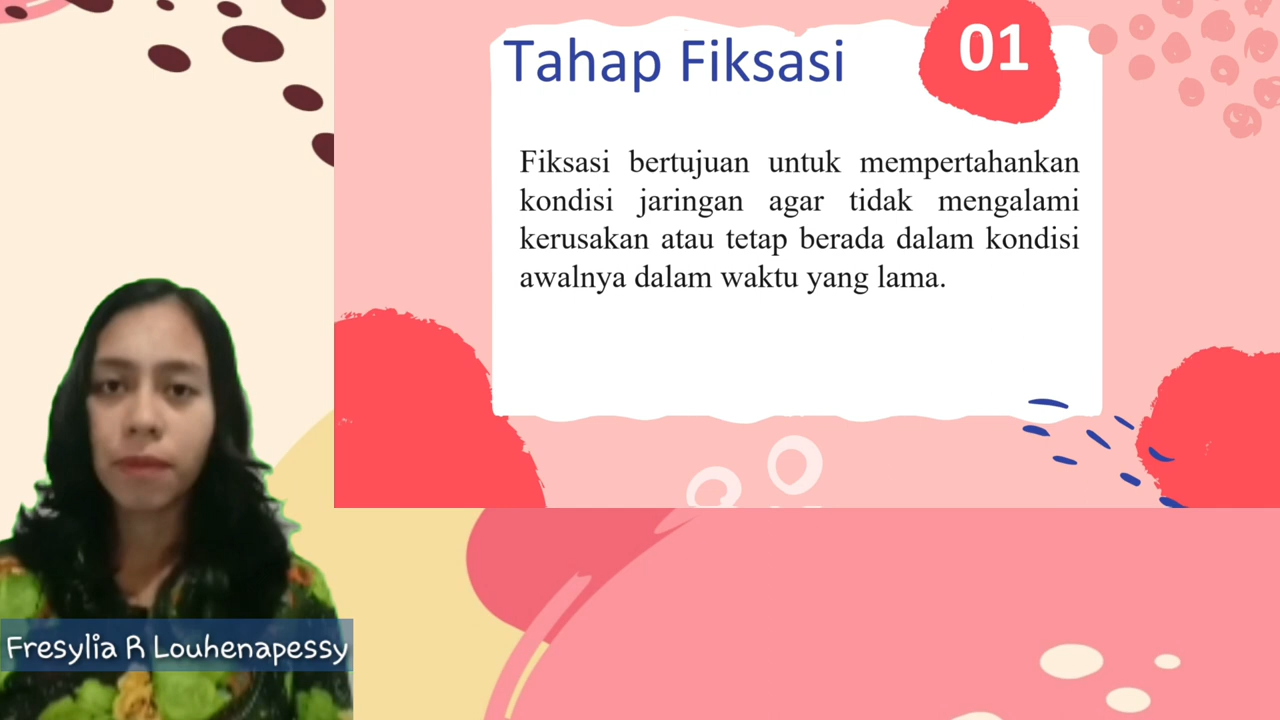 Tahap Fiksasi
01
Fiksasi bertujuan untuk mempertahankan
kondisi jaringan agar tidak mengalami
kerusakan atau tetap berada dalam kondisi
awalnya dalam waktu yang lama.
Fresylia R Louhenapessy